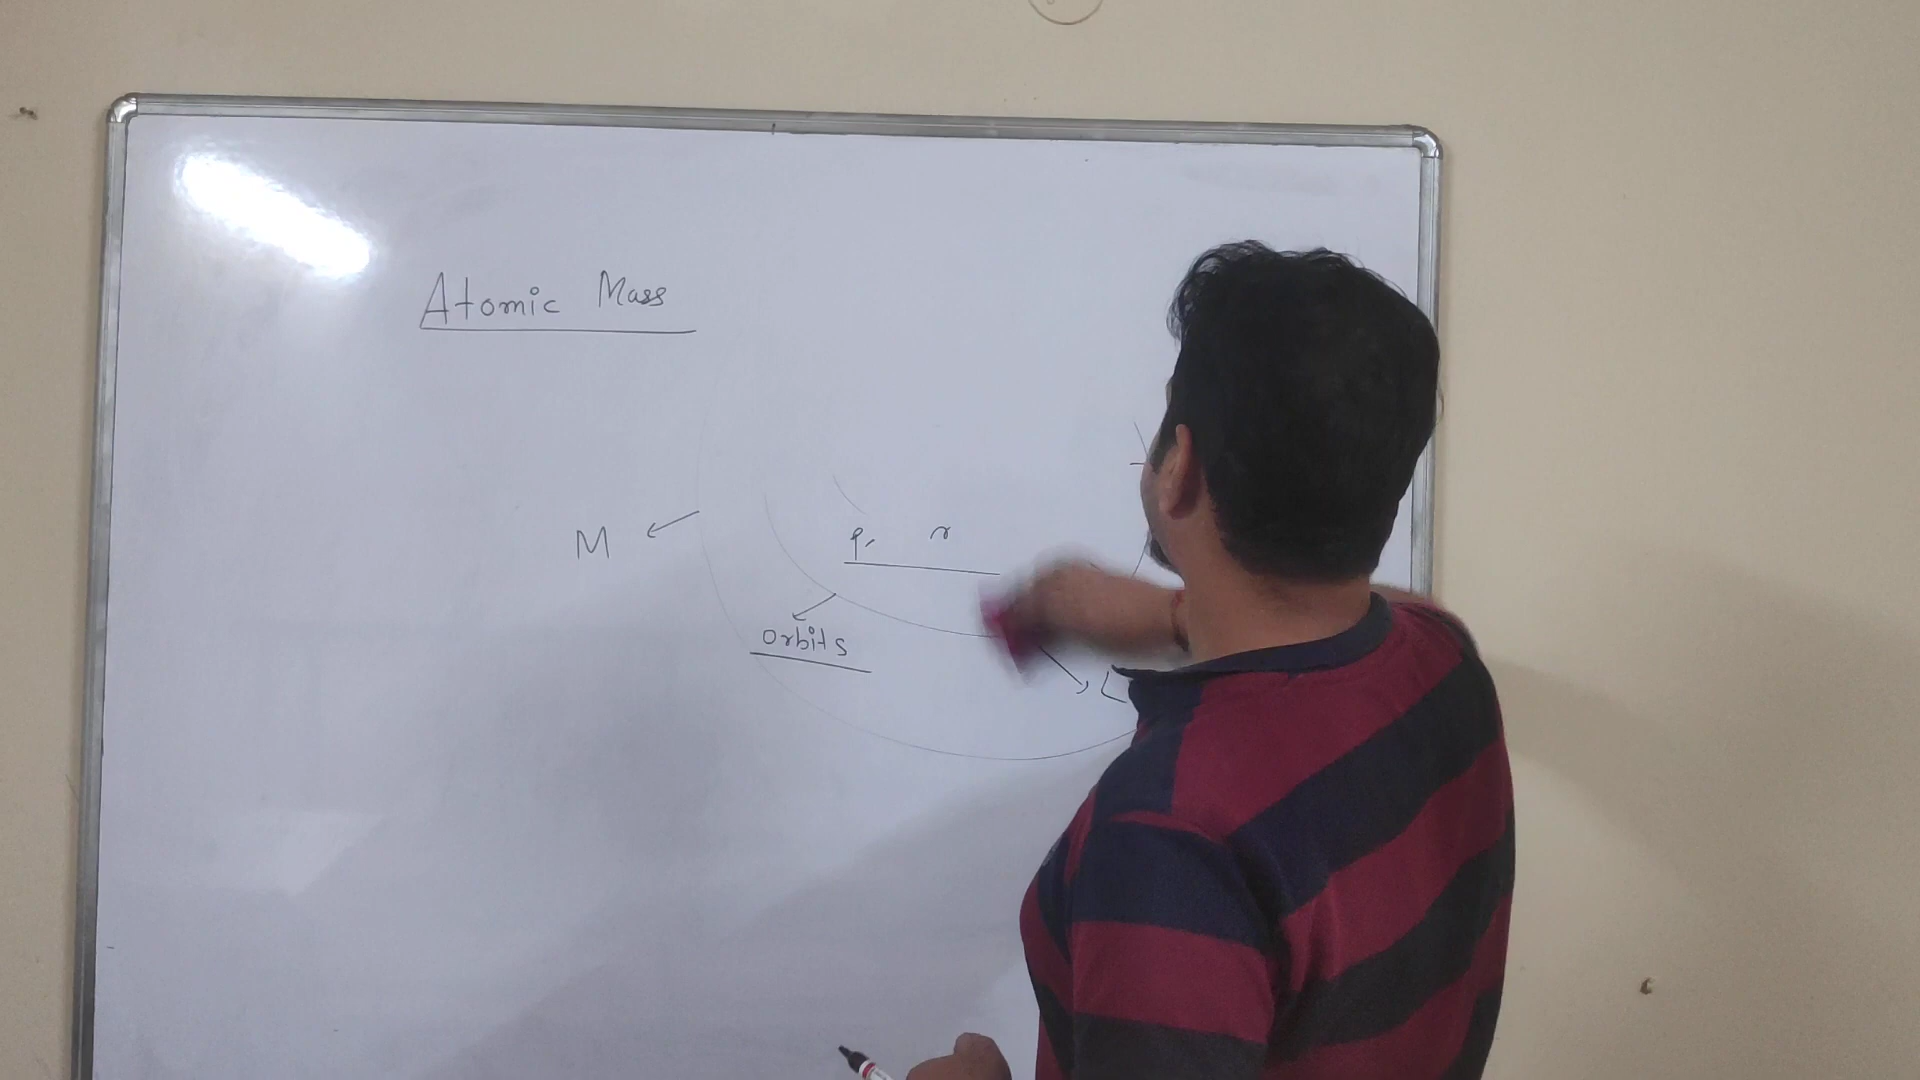 Atomic Mass
M
p,
orbits
L